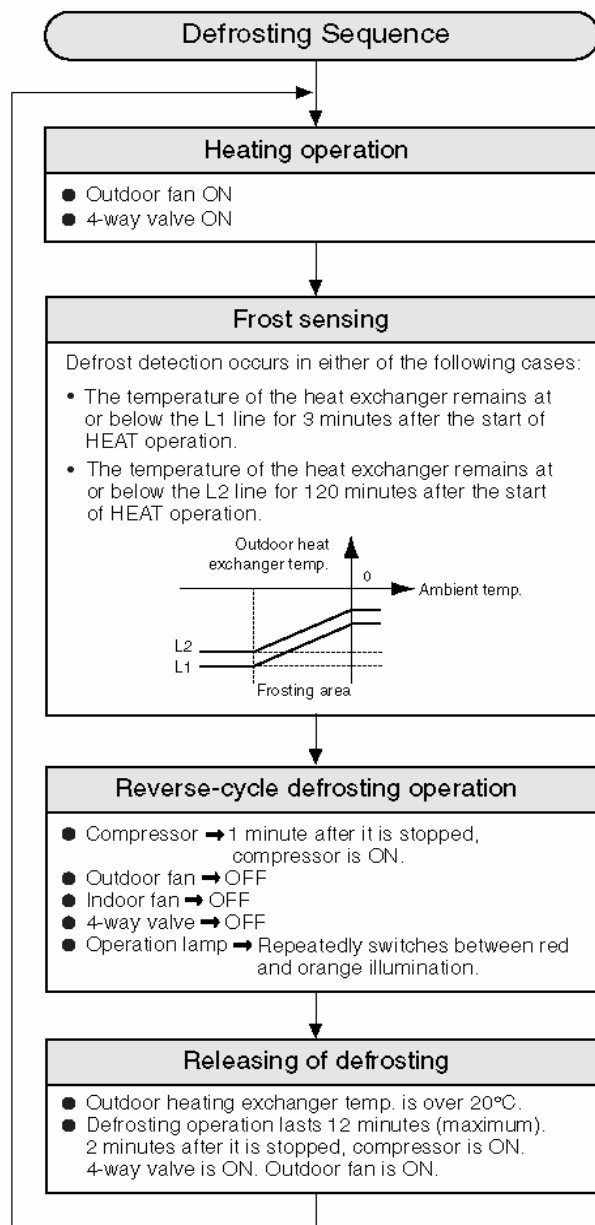 Defrosting Sequence
Heating operation
● Outdoor fan ON
● 4-way valve ON
Frost sensing
Defrost detection occurs in either of the following cases:
• The temperature of the heat exchanger remains at
or below the L1 line for 3 minutes after the start of
HEAT operation.
• The temperature of the heat exchanger remains at
or below the L2 line for 120 minutes after the start
of HEAT operation.
Outdoor heat
exchanger temp.
0
Ambient temp.
L2
L1
Frosting area
Reverse-cycle defrosting operation
● Compressor ➞ 1 minute after it is stopped,
compressor is ON.
● Outdoor fan ➞ OFF
● Indoor fan ➞ OFF
● 4-way valve ➞ OFF
● Operation lamp ➞ Repeatedly switches between red
and orange illumination.
Releasing of defrosting
● Outdoor heating exchanger temp. is over 20°C.
● Defrosting operation lasts 12 minutes (maximum).
2 minutes after it is stopped, compressor is ON.
4-way valve is ON. Outdoor fan is ON.